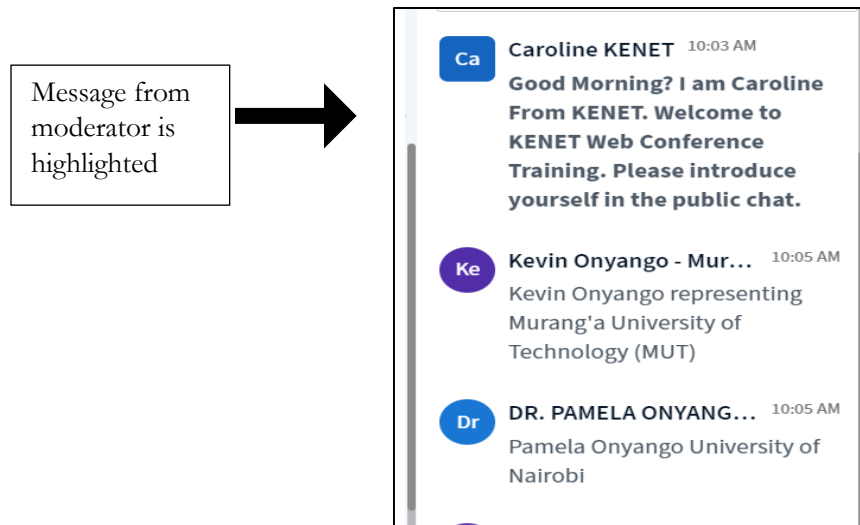 Message from
moderator is
highlighted
Ca
Caroline KENET 10:03 AM
Good Morning? I am Caroline
From KENET. Welcome to
KENET Web Conference
Training. Please introduce
yourself in the public chat.
Ke
Kevin Onyango - Mur... 10:05 AM
Kevin Onyango representing
Murang'a University of
Technology (MUT)
Dr
DR. PAMELA ONYANG... 10:05 AM
Pamela Onyango University of
Nairobi